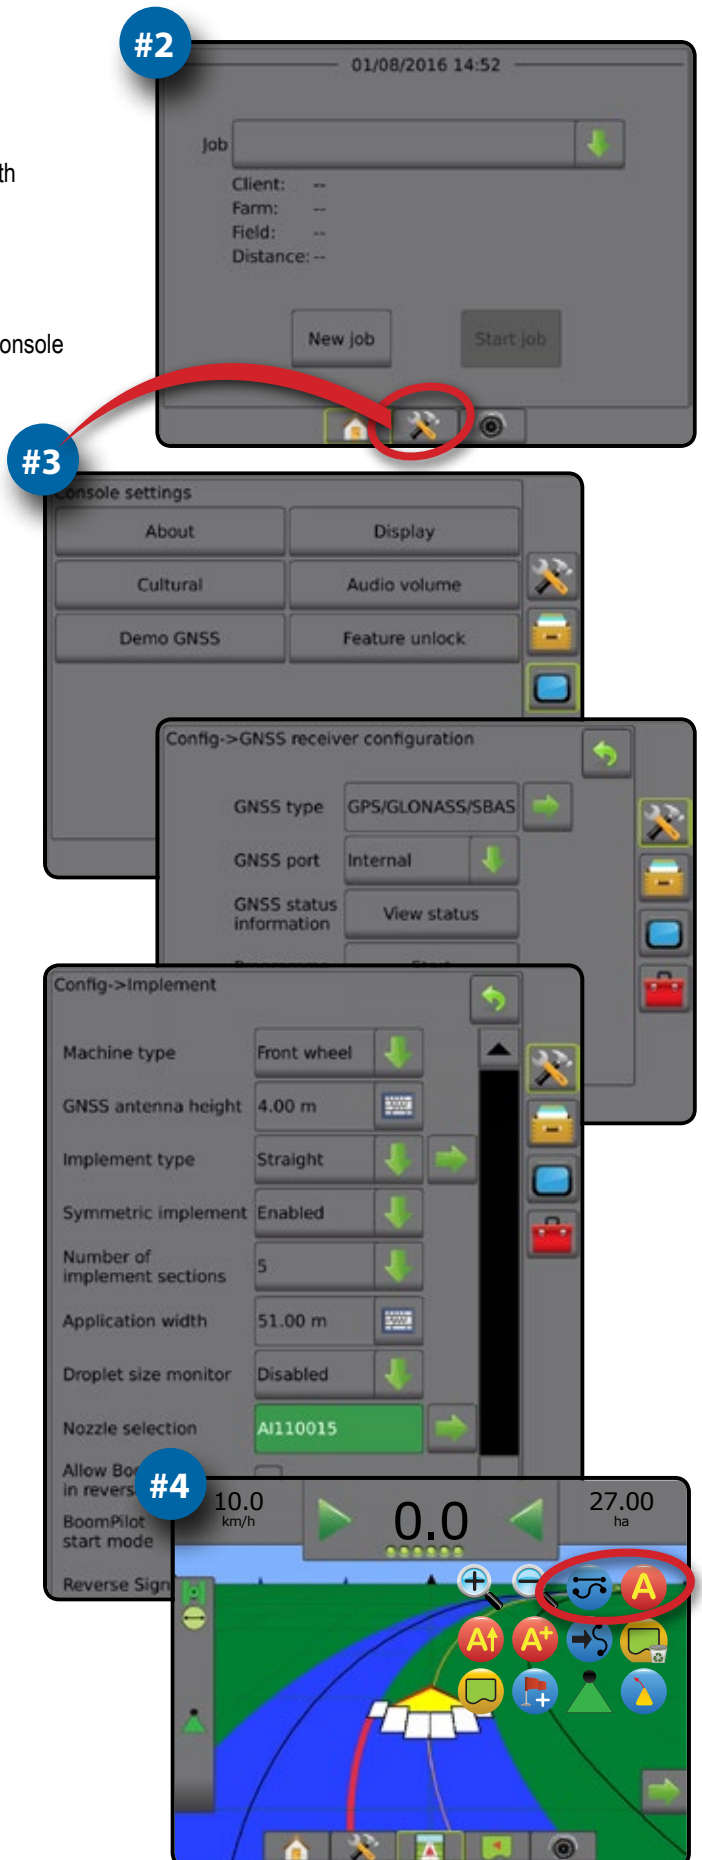 #2
01/08/2016 14:52
th
Job
Client: --
Farm: --
Field: --
Distance: --
onsole
New job
Start job
#3
Console settings
About
Display
Cultural
Audio volume
Demo GNSS
Feature unlock
Config->GNSS receiver configuration
GNSS type
GPS/GLONASS/SBAS
GNSS port
Internal
GNSS status
information
View status
Config->Implement
Machine type
Front wheel
GNSS antenna height
4.00 m
Implement type
Straight
Symmetric implement
Enabled
Number of
implement sections
5
Application width
51.00 m
Droplet size monitor
Disabled
Nozzle selection
AI110015
Allow Bo
in revers
BoomPilot
start mode
Reverse Sign
#4
10.0
km/h
0.0
27.00
ha
A
A
A+